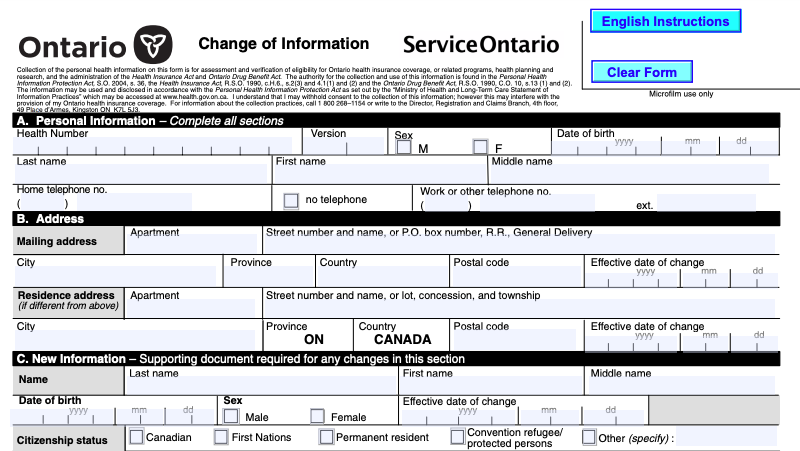 English Instructions
Ontario Change of Information ServiceOntario
Clear Form
Microfilm use only
Collection of the personal health information on this form is for assessment and verification of eligibility for Ontario health insurance coverage, or related programs, health planning and
research, and the administration of the Health Insurance Act and Ontario Drug Benefit Act. The authority for the collection and use of this information is found in the Personal Health
Information Protection Act, S.O. 2004, s. 36, the Health Insurance Act, R.S.O. 1990, c.H.6., s.2(3) and 4.1(1) and (2) and the Ontario Drug Benefit Act, R.S.O. 1990, c O.10, s.13 (1) and (2).
The information may be used and disclosed in accordance with the Personal Health Information Protection Act as set out by the "Ministry of Health and Long-Term Care Statement of
Information Practices" which may be accessed at www.health.gov.on.ca. I understand that I may withhold consent to the collection of this information; however this may interfere with the
provision of my Ontario health insurance coverage. For information about the collection practices, call 1 800 268–1154 or write to the Director, Registration and Claims Branch, 4th floor,
49 Place d'Armes, Kingston ON K7L 5J3.
A. Personal Information – Complete all sections
Health Number Version Sex M F Date of birth yyyy mm dd
Last name First name Middle name
Home telephone no. ( ) no telephone Work or other telephone no. ( ) ext.
B. Address
Mailing address Apartment Street number and name, or P.O. box number, R.R., General Delivery
City Province Country Postal code Effective date of change yyyy mm dd
Residence address Apartment Street number and name, or lot, concession, and township
(if different from above)
City Province Country Postal code Effective date of change
ON CANADA yyyy mm dd
C. New Information – Supporting document required for any changes in this section
Name Last name First name Middle name
Date of birth Sex Effective date of change
yyyy mm dd Male Female yyyy mm dd
Citizenship status Canadian First Nations Permanent resident Convention refugee/ Other (specify) :
protected persons